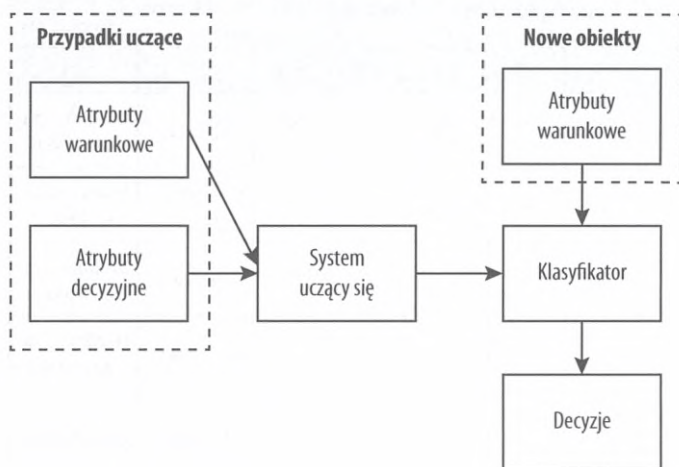 Przypadki uczące
Atrybuty
warunkowe
Atrybuty
decyzyjne
System
uczący się
Nowe obiekty
Atrybuty
warunkowe
Klasyfikator
Decyzje